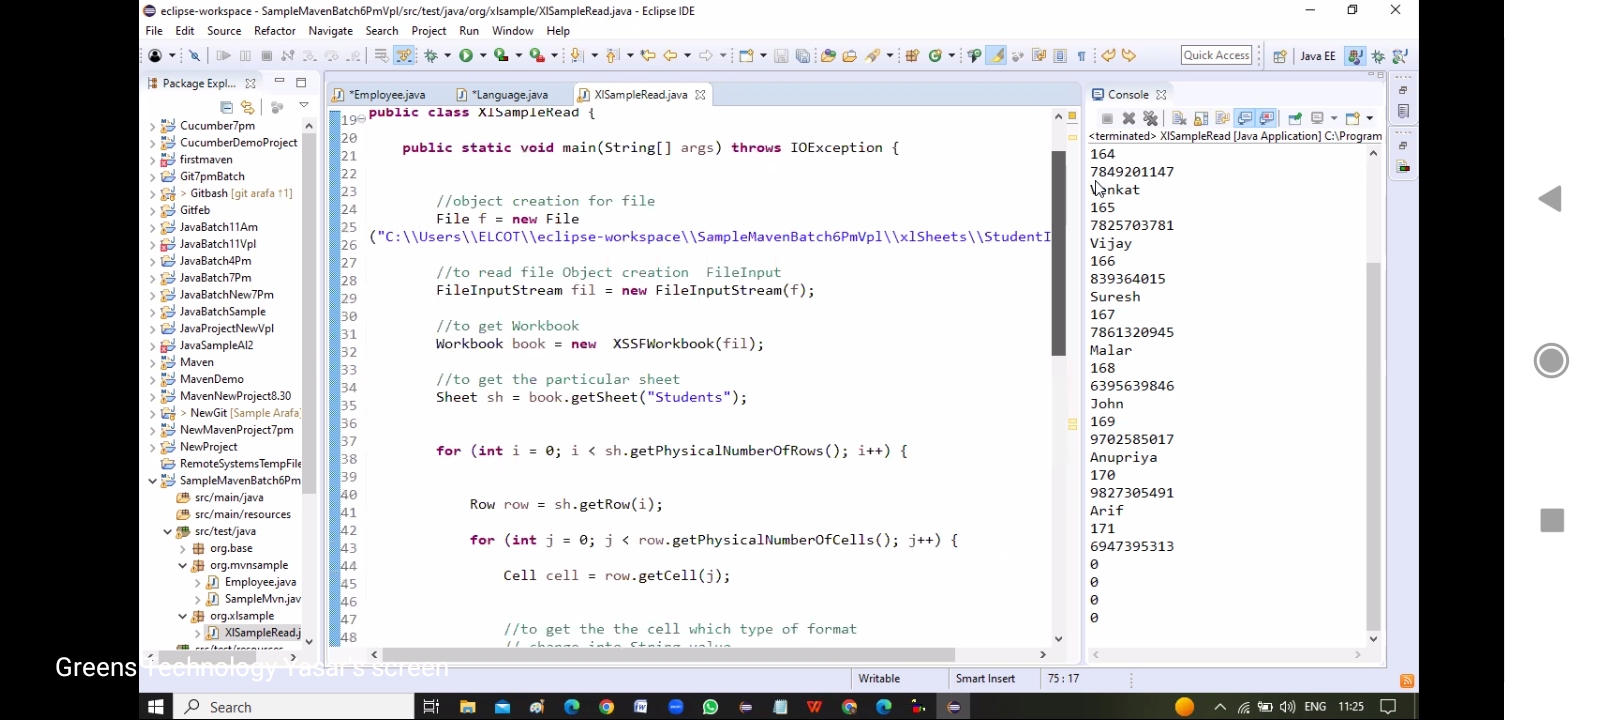 eclipse-workspace - SampleMavenBatch6PmVpl/src/test/java/org/xlsample/XlSampleRead.java - Eclipse IDE
File Edit Source Refactor Navigate Search Project Run Window Help
Quick Access
Java EE
Package Expl...
*Employee.java
*Language.java
XlSampleRead.java
Console
Cucumber7pm
CucumberDemoProject
firstmaven
Git7pmBatch
> Gitbash [git arafa ↑1]
Gitfeb
JavaBatch11Am
JavaBatch11Vpl
JavaBatch4Pm
JavaBatch7Pm
JavaBatchNew7Pm
JavaBatchSample
JavaProjectNewVpl
JavaSampleAl2
Maven
MavenDemo
MavenNewProject8.30
> NewGit [Sample Arafa
NewMavenProject7pm
NewProject
RemoteSystemsTempFile
SampleMavenBatch6Pm
src/main/java
src/main/resources
src/test/java
org.base
org.mvnsample
Employee.java
SampleMvn.jav
org.xlsample
XlSampleRead.j
src/test/resources
19 public class XlSampleRead {
20
21 public static void main(String[] args) throws IOException {
22
23
24 //object creation for file
25 File f = new File
26 ("C:\\Users\\ELCOT\\eclipse-workspace\\SampleMavenBatch6PmVpl\\xlSheets\\StudentI
27
28 //to read file Object creation FileInput
29 FileInputStream fil = new FileInputStream(f);
30
31 //to get Workbook
32 Workbook book = new XSSFWorkbook(fil);
33
34 //to get the particular sheet
35 Sheet sh = book.getSheet("Students");
36
37
38 for (int i = 0; i < sh.getPhysicalNumberOfRows(); i++) {
39
40
41 Row row = sh.getRow(i);
42
43 for (int j = 0; j < row.getPhysicalNumberOfCells(); j++) {
44
45 Cell cell = row.getCell(j);
46
47
48 //to get the the cell which type of format
// change into String value
<terminated> XlSampleRead [Java Application] C:\Program
164
7849201147
Venkat
165
7825703781
Vijay
166
839364015
Suresh
167
7861320945
Malar
168
6395639846
John
169
9702585017
Anupriya
170
9827305491
Arif
171
6947395313
0
0
0
0
Greens Technology Yasar's screen
Writable
Smart Insert
75 : 17
Search
ENG
11:25